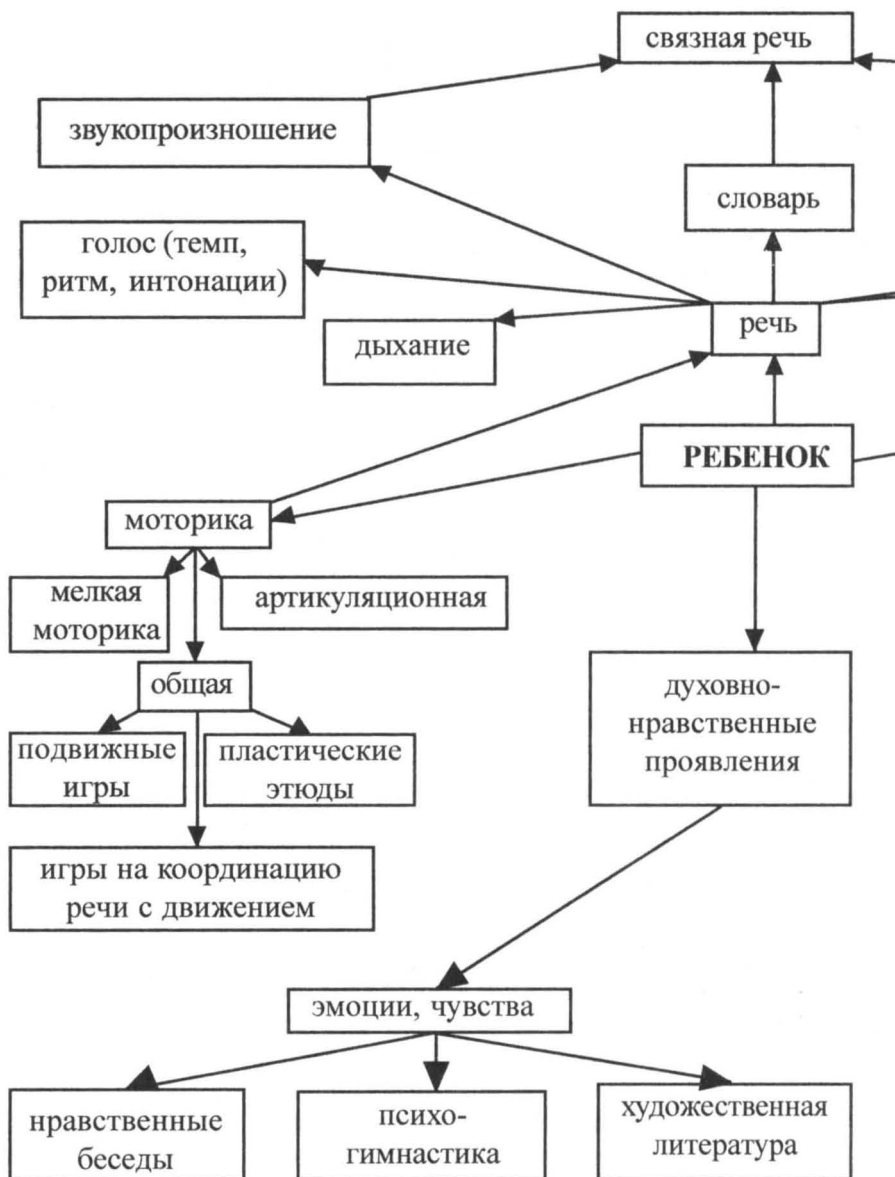 связная речь
звукопроизношение
словарь
голос (темп,
ритм, интонации)
речь
дыхание
РЕБЕНОК
моторика
мелкая
моторика
артикуляционная
общая
духовно-
нравственные
проявления
подвижные
игры
пластические
этюды
игры на координацию
речи с движением
эмоции, чувства
нравственные
беседы
психо-
гимнастика
художественная
литература